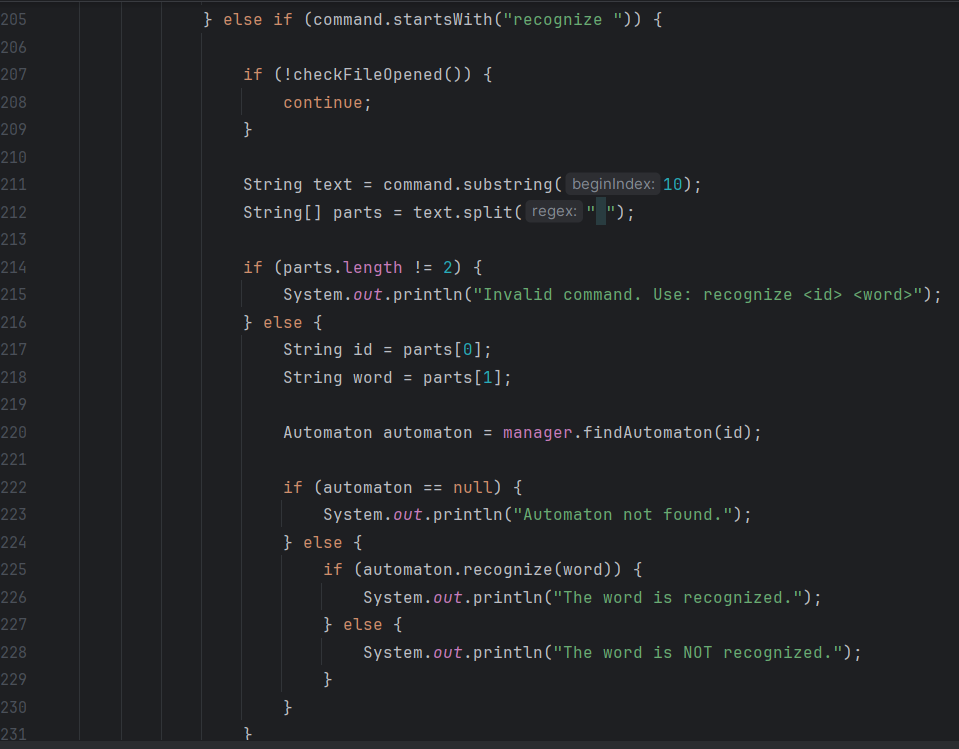 205 } else if (command.startsWith("recognize ")) {
206
207 if (!checkFileOpened()) {
208 continue;
209 }
210
211 String text = command.substring( beginIndex: 10);
212 String[] parts = text.split( regex: " ");
213
214 if (parts.length != 2) {
215 System.out.println("Invalid command. Use: recognize <id> <word>");
216 } else {
217 String id = parts[0];
218 String word = parts[1];
219
220 Automaton automaton = manager.findAutomaton(id);
221
222 if (automaton == null) {
223 System.out.println("Automaton not found.");
224 } else {
225 if (automaton.recognize(word)) {
226 System.out.println("The word is recognized.");
227 } else {
228 System.out.println("The word is NOT recognized.");
229 }
230 }
231 }